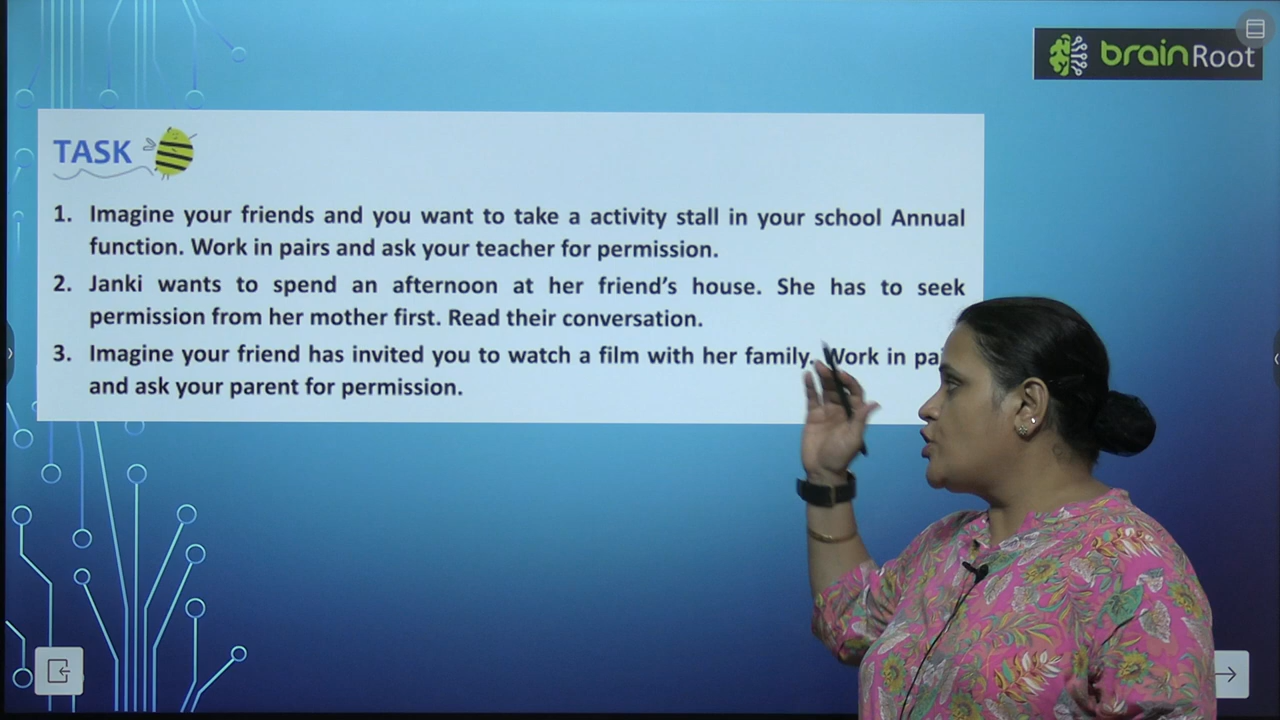 brainRoot
TASK
1. Imagine your friends and you want to take a activity stall in your school Annual
function. Work in pairs and ask your teacher for permission.
2. Janki wants to spend an afternoon at her friend's house. She has to seek
permission from her mother first. Read their conversation.
3. Imagine your friend has invited you to watch a film with her family. Work in
and ask your parent for permission.